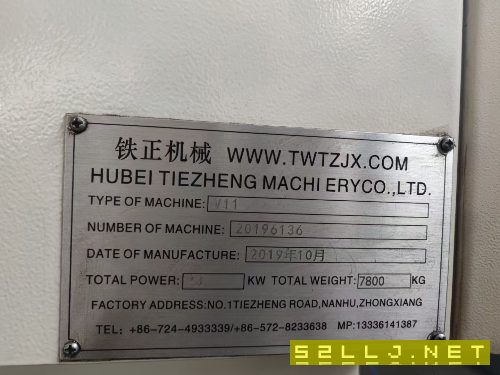 铁正机械 WWW.TWTZJX.COM
HUBEI TIEZHENG MACHI ERYCO.,LTD.
TYPE OF MACHINE: V11
NUMBER OF MACHINE: 20196136
DATE OF MANUFACTURE: 2019年10月
TOTAL POWER: KW TOTAL WEIGHT: 7800 KG
FACTORY ADDRESS:NO.1TIEZHENG ROAD,NANHU,ZHONGXIANG
TEL: +86-724-4933339/+86-572-8233638 MP:13336141387
52LLJ.NET